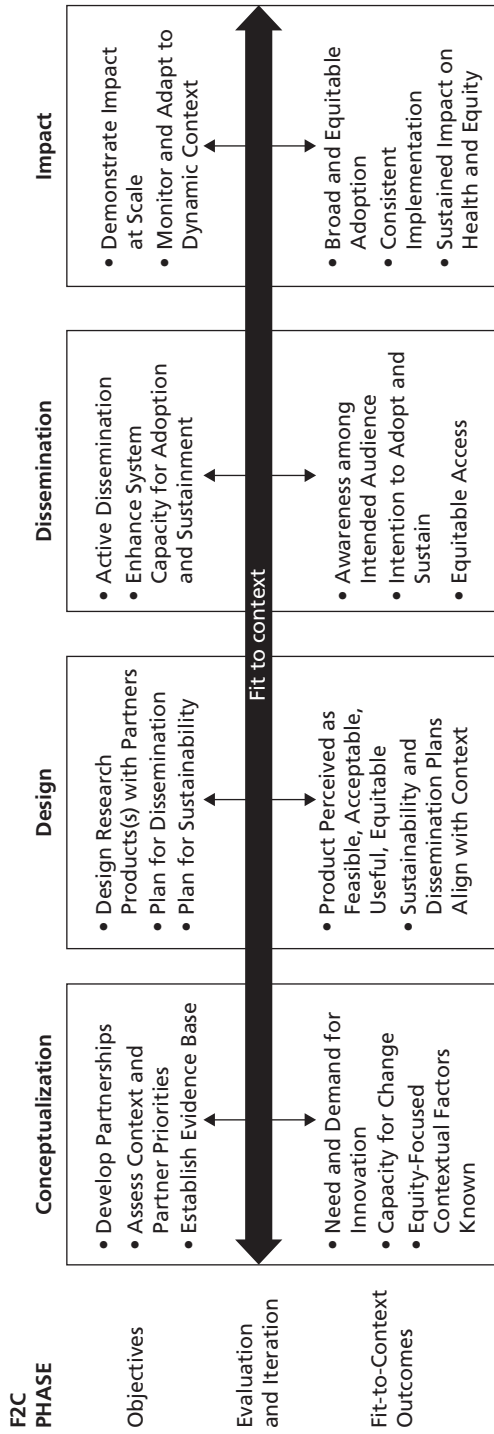 F2C
PHASE
Conceptualization
Design
Dissemination
Impact
Objectives
• Develop Partnerships
• Assess Context and
Partner Priorities
• Establish Evidence Base
• Design Research
Products(s) with Partners
• Plan for Dissemination
• Plan for Sustainability
• Active Dissemination
• Enhance System
Capacity for Adoption
and Sustainment
• Demonstrate Impact
at Scale
• Monitor and Adapt to
Dynamic Context
Evaluation
and Iteration
Fit to context
Fit-to-Context
Outcomes
• Need and Demand for
Innovation
• Capacity for Change
• Equity-Focused
Contextual Factors
Known
• Product Perceived as
Feasible, Acceptable,
Useful, Equitable
• Sustainability and
Dissemination Plans
Align with Context
• Awareness among
Intended Audience
• Intention to Adopt and
Sustain
• Equitable Access
• Broad and Equitable
Adoption
• Consistent
Implementation
• Sustained Impact on
Health and Equity